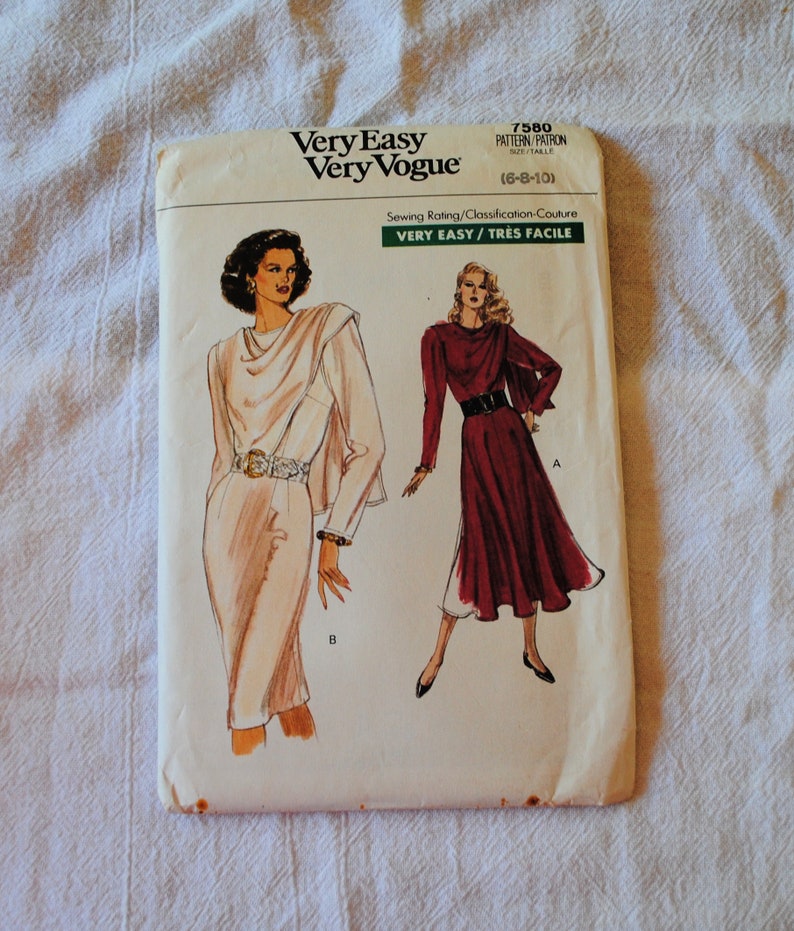 Very Easy
Very Vogue®
7580
PATTERN/PATRON
SIZE/TAILLE
(6-8-10)
Sewing Rating/Classification-Couture
VERY EASY/TRÈS FACILE
A
B